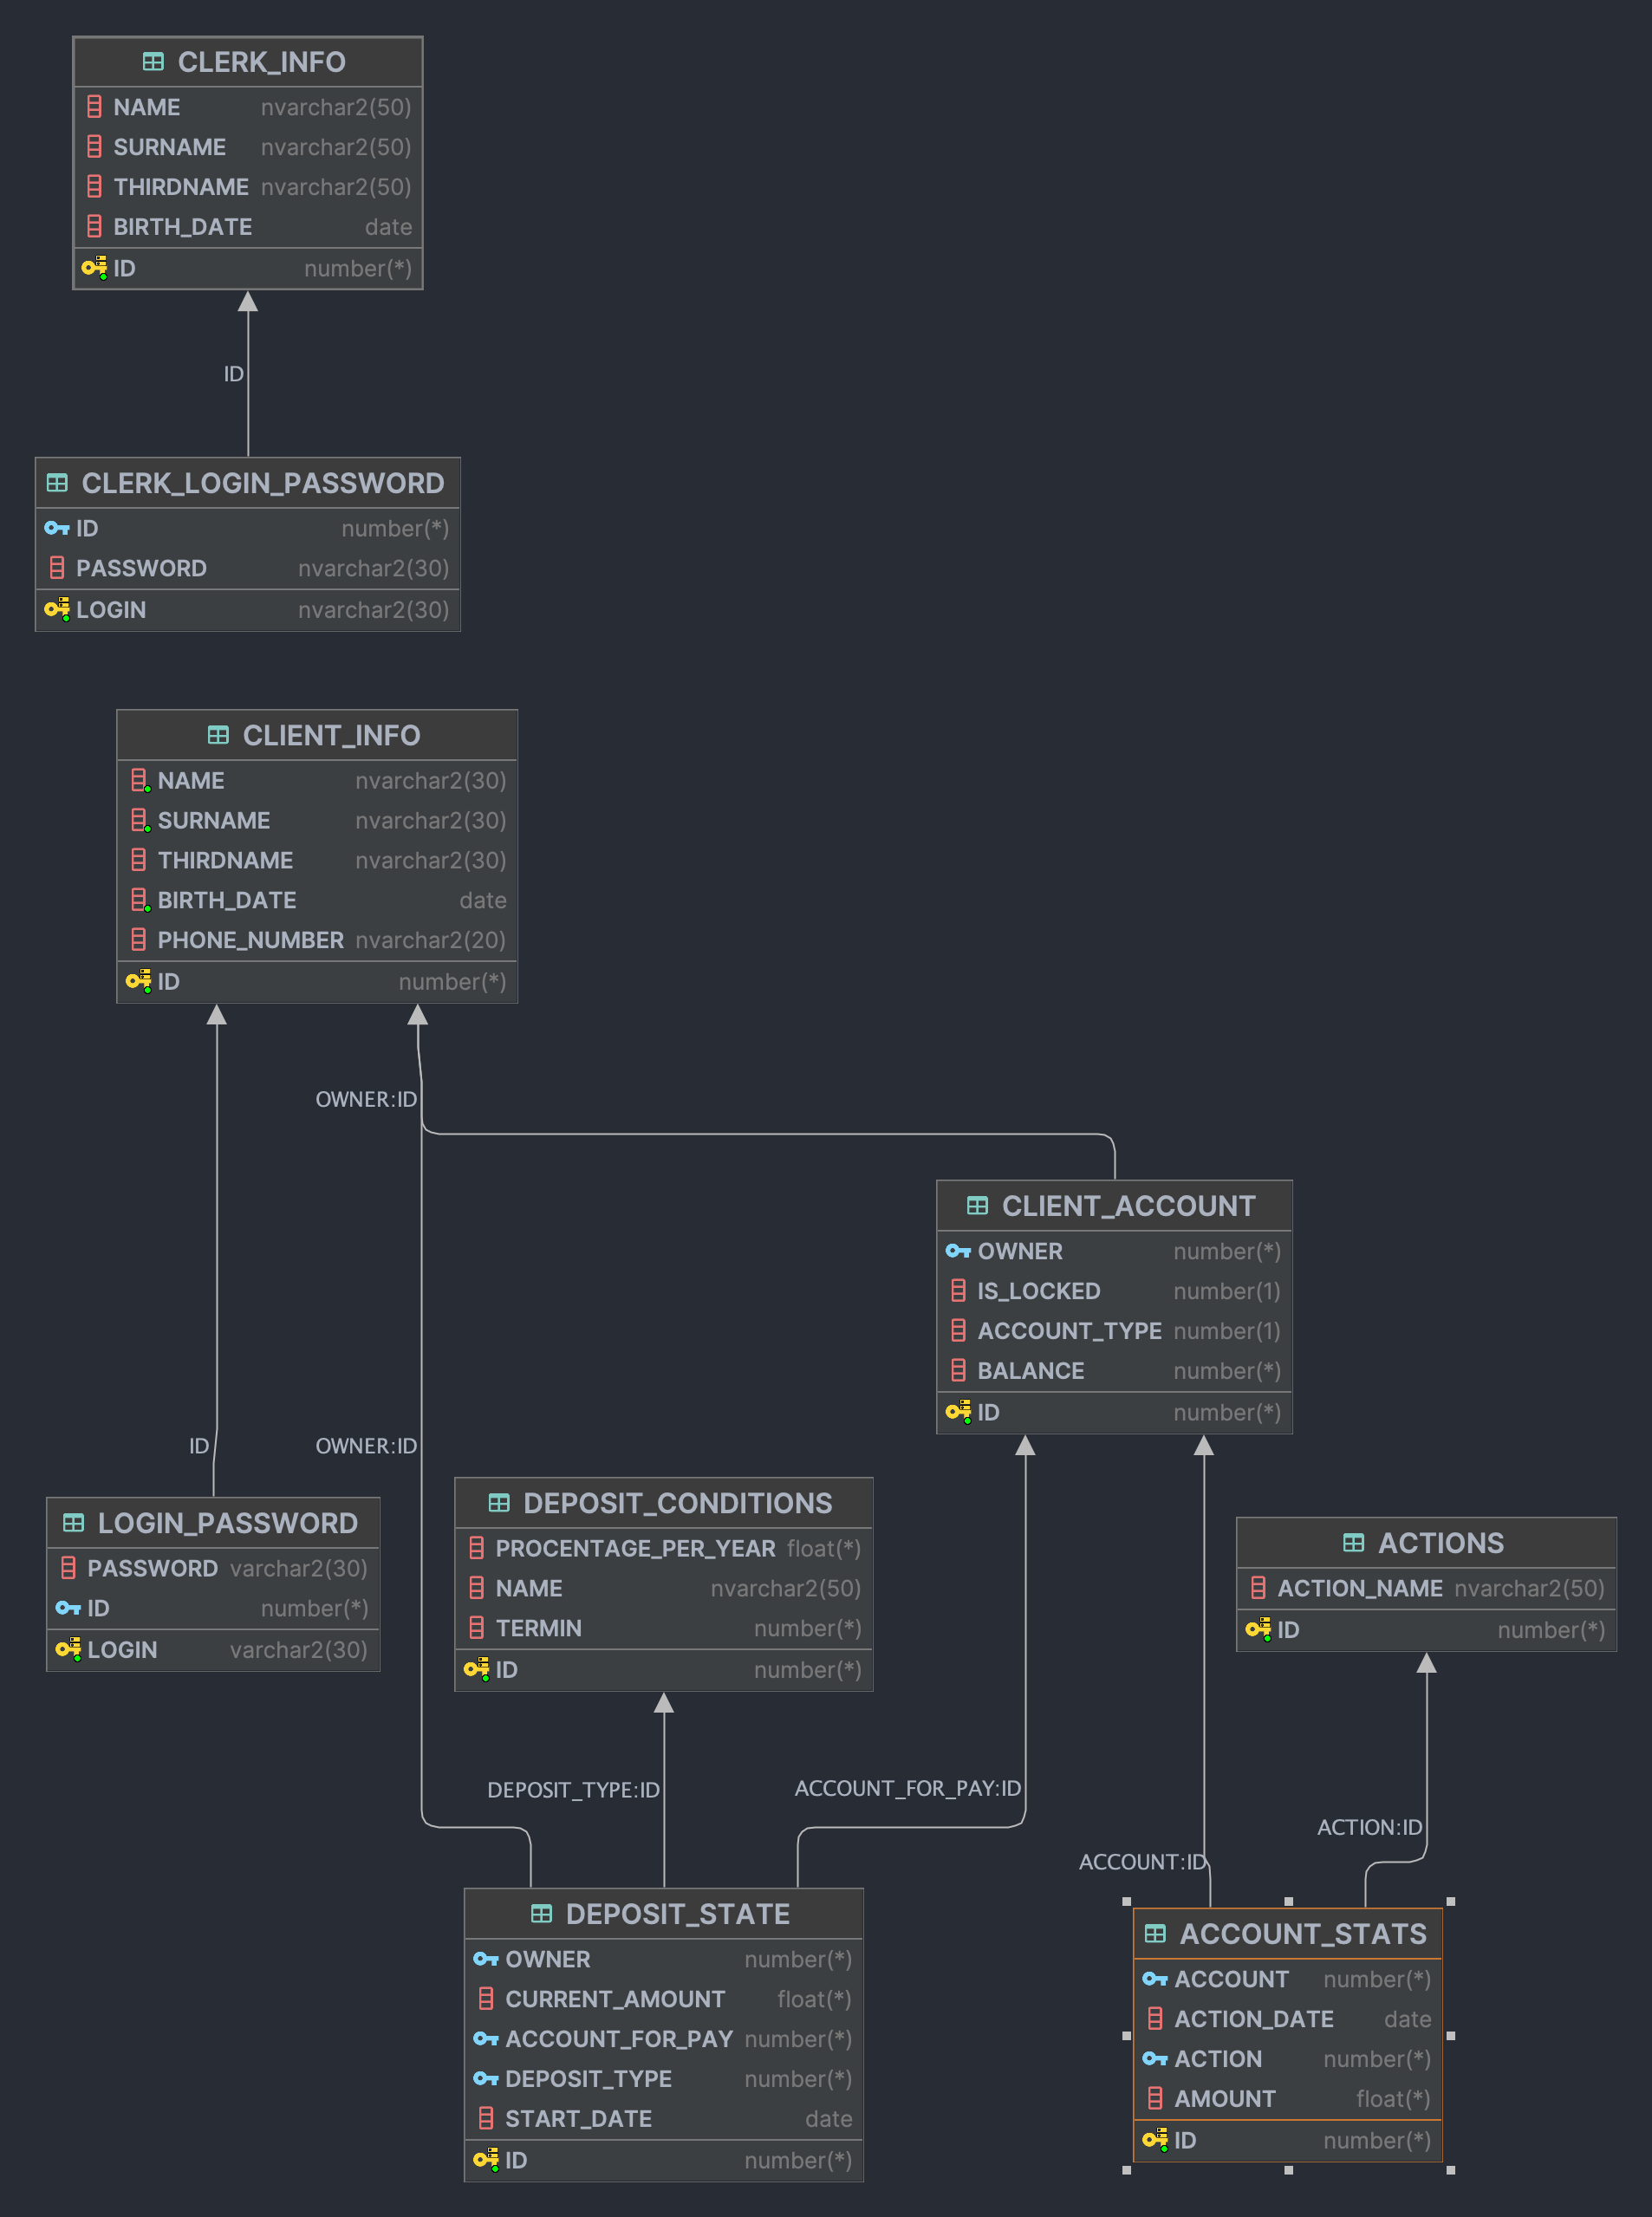 CLERK_INFO
NAME nvarchar2(50)
SURNAME nvarchar2(50)
THIRDNAME nvarchar2(50)
BIRTH_DATE date
ID number(*)
ID
CLERK_LOGIN_PASSWORD
ID number(*)
PASSWORD nvarchar2(30)
LOGIN nvarchar2(30)
CLIENT_INFO
NAME nvarchar2(30)
SURNAME nvarchar2(30)
THIRDNAME nvarchar2(30)
BIRTH_DATE date
PHONE_NUMBER nvarchar2(20)
ID number(*)
OWNER:ID
CLIENT_ACCOUNT
OWNER number(*)
IS_LOCKED number(1)
ACCOUNT_TYPE number(1)
BALANCE number(*)
ID number(*)
ID
OWNER:ID
LOGIN_PASSWORD
PASSWORD varchar2(30)
ID number(*)
LOGIN varchar2(30)
DEPOSIT_CONDITIONS
PROCENTAGE_PER_YEAR float(*)
NAME nvarchar2(50)
TERMIN number(*)
ID number(*)
ACTIONS
ACTION_NAME nvarchar2(50)
ID number(*)
DEPOSIT_TYPE:ID
ACCOUNT_FOR_PAY:ID
ACTION:ID
ACCOUNT:ID
DEPOSIT_STATE
OWNER number(*)
CURRENT_AMOUNT float(*)
ACCOUNT_FOR_PAY number(*)
DEPOSIT_TYPE number(*)
START_DATE date
ID number(*)
ACCOUNT_STATS
ACCOUNT number(*)
ACTION_DATE date
ACTION number(*)
AMOUNT float(*)
ID number(*)